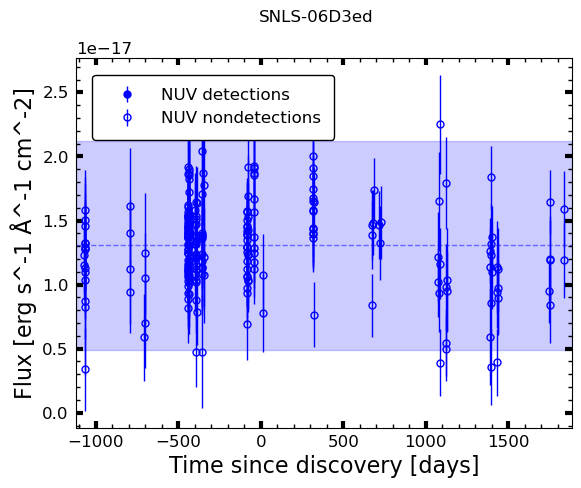 SNLS-06D3ed
1e−17
NUV detections
NUV nondetections
2.5
2.0
1.5
1.0
0.5
0.0
Flux [erg s^-1 Å^-1 cm^-2]
−1000 −500 0 500 1000 1500
Time since discovery [days]